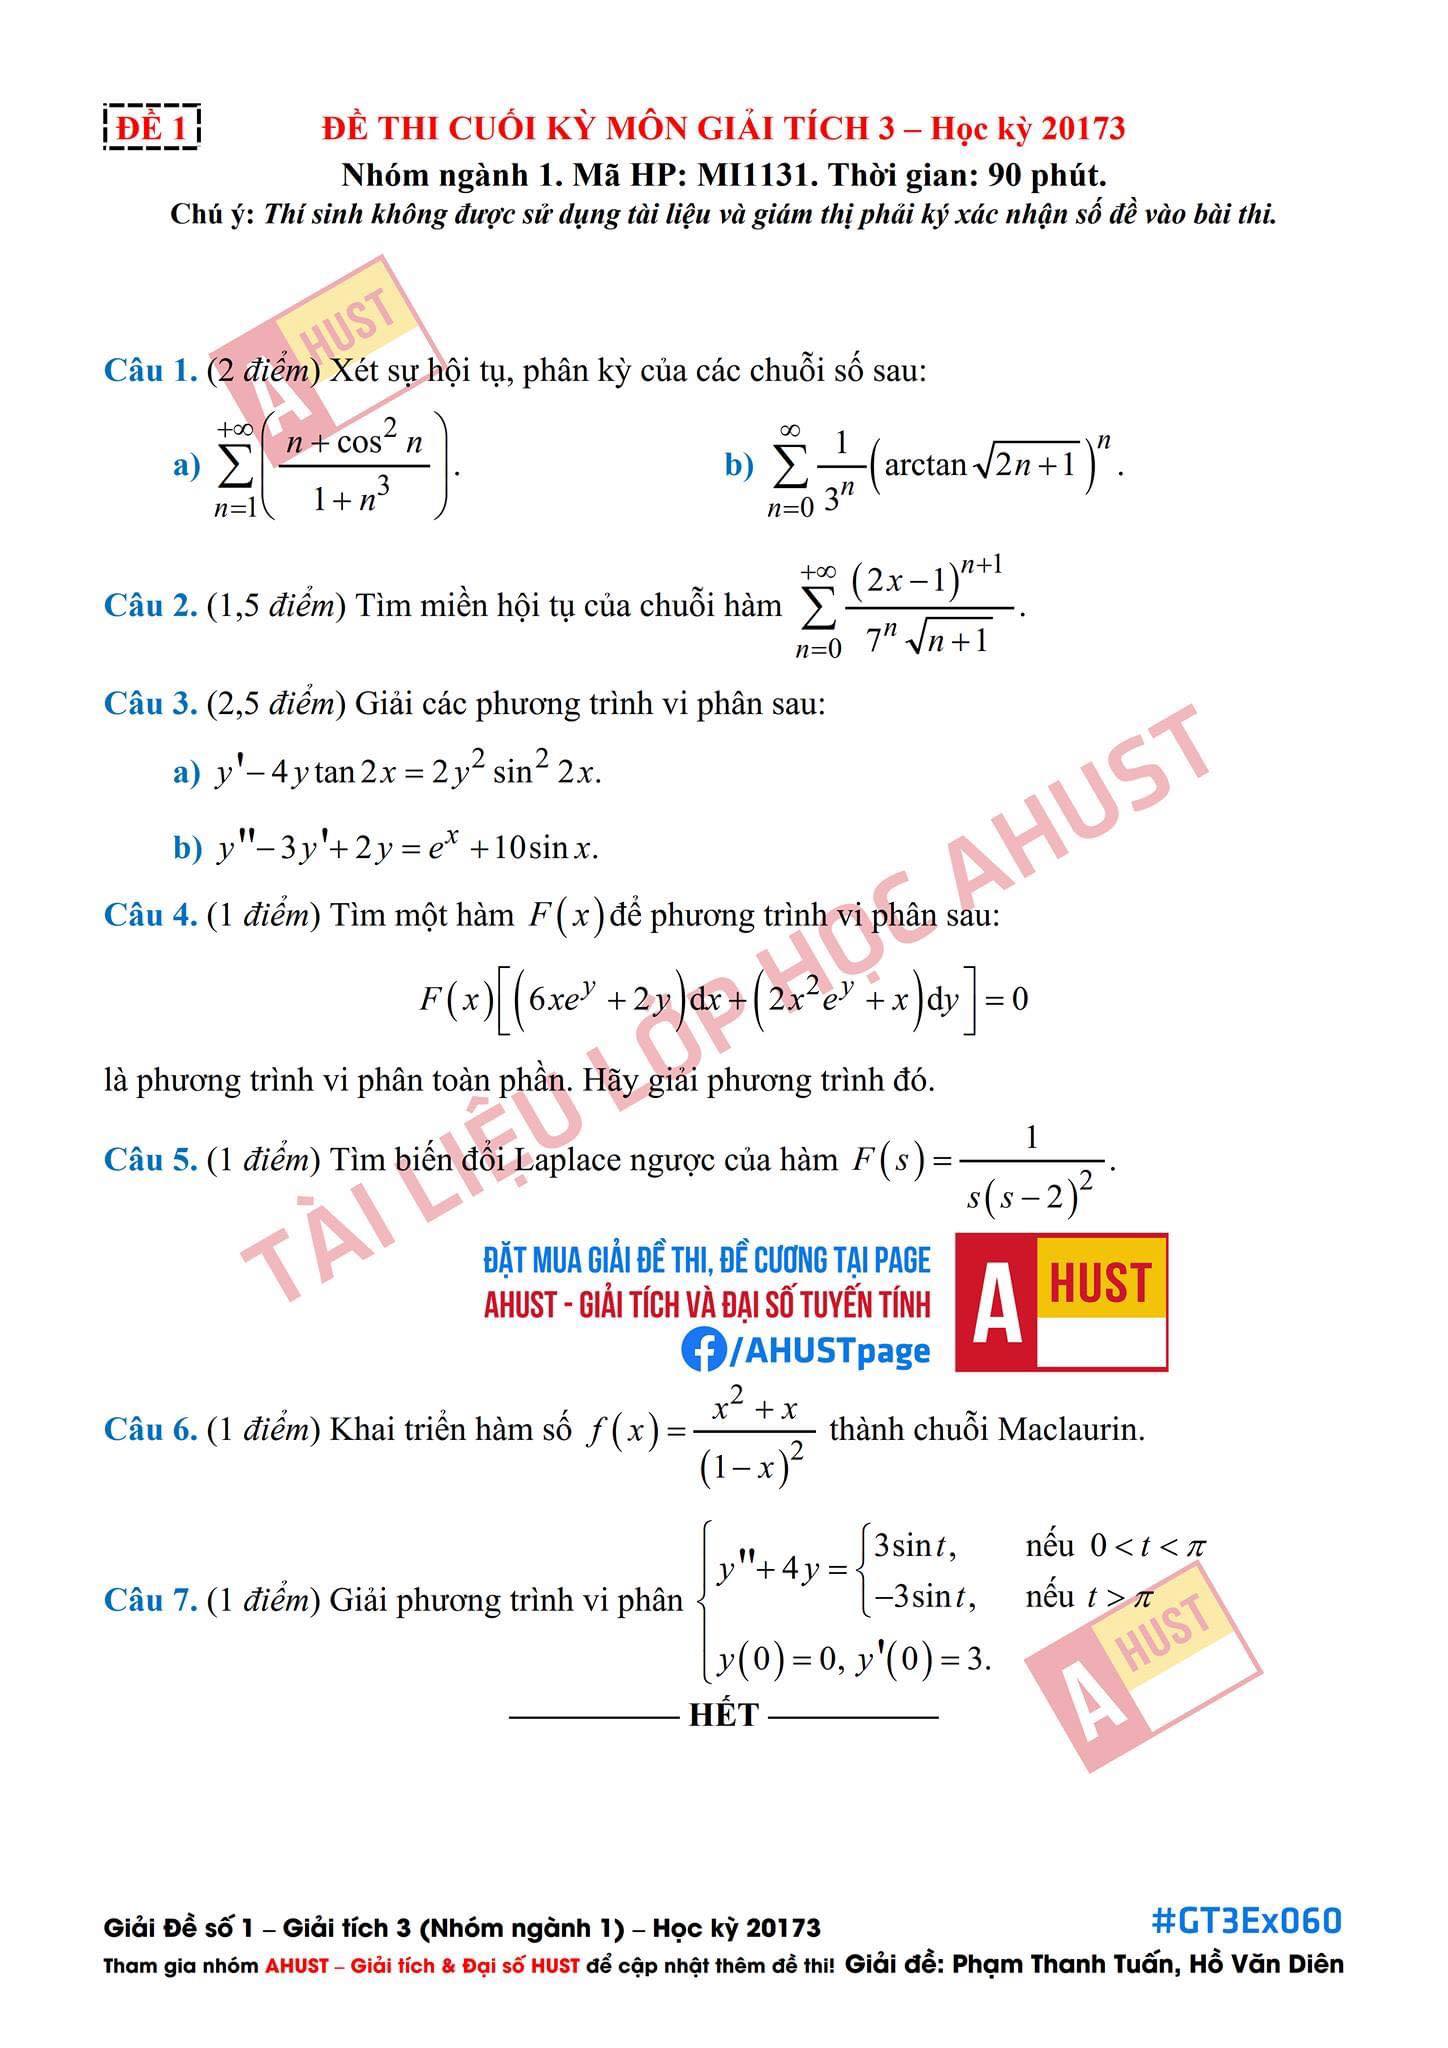 ĐỀ 1
ĐỀ THI CUỐI KỲ MÔN GIẢI TÍCH 3 – Học kỳ 20173
Nhóm ngành 1. Mã HP: MI1131. Thời gian: 90 phút.
Chú ý: Thí sinh không được sử dụng tài liệu và giám thị phải ký xác nhận số đề vào bài thi.
A HUST
Câu 1. (2 điểm) Xét sự hội tụ, phân kỳ của các chuỗi số sau:
a) \sum_{n=1}^{+\infty} \left( \frac{n + \cos^2 n}{1 + n^3} \right). b) \sum_{n=0}^{\infty} \frac{1}{3^n} \left( \arctan \sqrt{2n+1} \right)^n.
Câu 2. (1,5 điểm) Tìm miền hội tụ của chuỗi hàm \sum_{n=0}^{+\infty} \frac{(2x-1)^{n+1}}{7^n \sqrt{n+1}}.
Câu 3. (2,5 điểm) Giải các phương trình vi phân sau:
a) y' − 4y tan 2x = 2y² sin² 2x.
b) y'' − 3y' + 2y = e^x + 10 sin x.
Câu 4. (1 điểm) Tìm một hàm F(x) để phương trình vi phân sau:
F(x)[(6xe^y + 2y)dx + (2x²e^y + x)dy] = 0
là phương trình vi phân toàn phần. Hãy giải phương trình đó.
Câu 5. (1 điểm) Tìm biến đổi Laplace ngược của hàm F(s) = \frac{1}{s(s-2)^2}.
TÀI LIỆU LỚP HỌC AHUST
ĐẶT MUA GIẢI ĐỀ THI, ĐỀ CƯƠNG TẠI PAGE
AHUST - GIẢI TÍCH VÀ ĐẠI SỐ TUYẾN TÍNH
/AHUSTpage
A HUST
Câu 6. (1 điểm) Khai triển hàm số f(x) = \frac{x^2 + x}{(1-x)^2} thành chuỗi Maclaurin.
Câu 7. (1 điểm) Giải phương trình vi phân \begin{cases} y'' + 4y = \begin{cases} 3\sin t, & \text{nếu } 0 < t < \pi \\ -3\sin t, & \text{nếu } t > \pi \end{cases} \\ y(0) = 0, y'(0) = 3. \end{cases}
HẾT
A HUST
Giải Đề số 1 – Giải tích 3 (Nhóm ngành 1) – Học kỳ 20173 #GT3Ex060
Tham gia nhóm AHUST – Giải tích & Đại số HUST để cập nhật thêm đề thi! Giải đề: Phạm Thanh Tuấn, Hồ Văn Diên